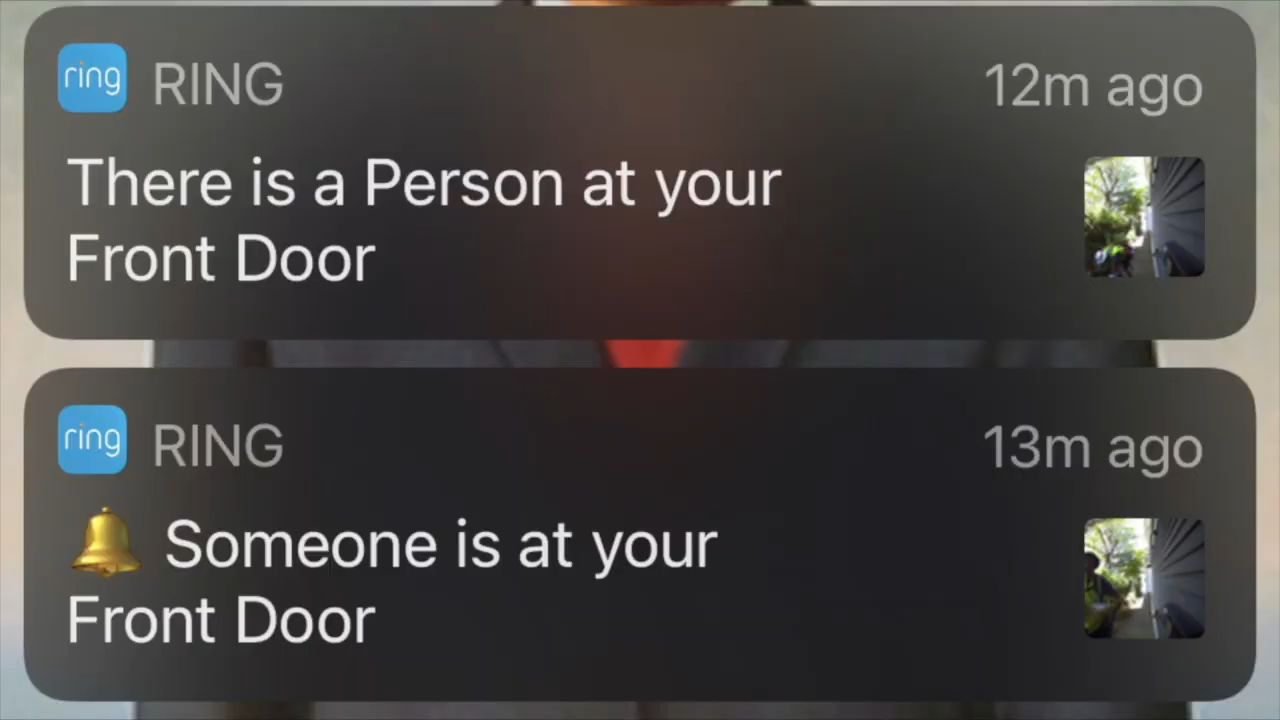 ring RING 12m ago
There is a Person at your
Front Door
ring RING 13m ago
🔔 Someone is at your
Front Door